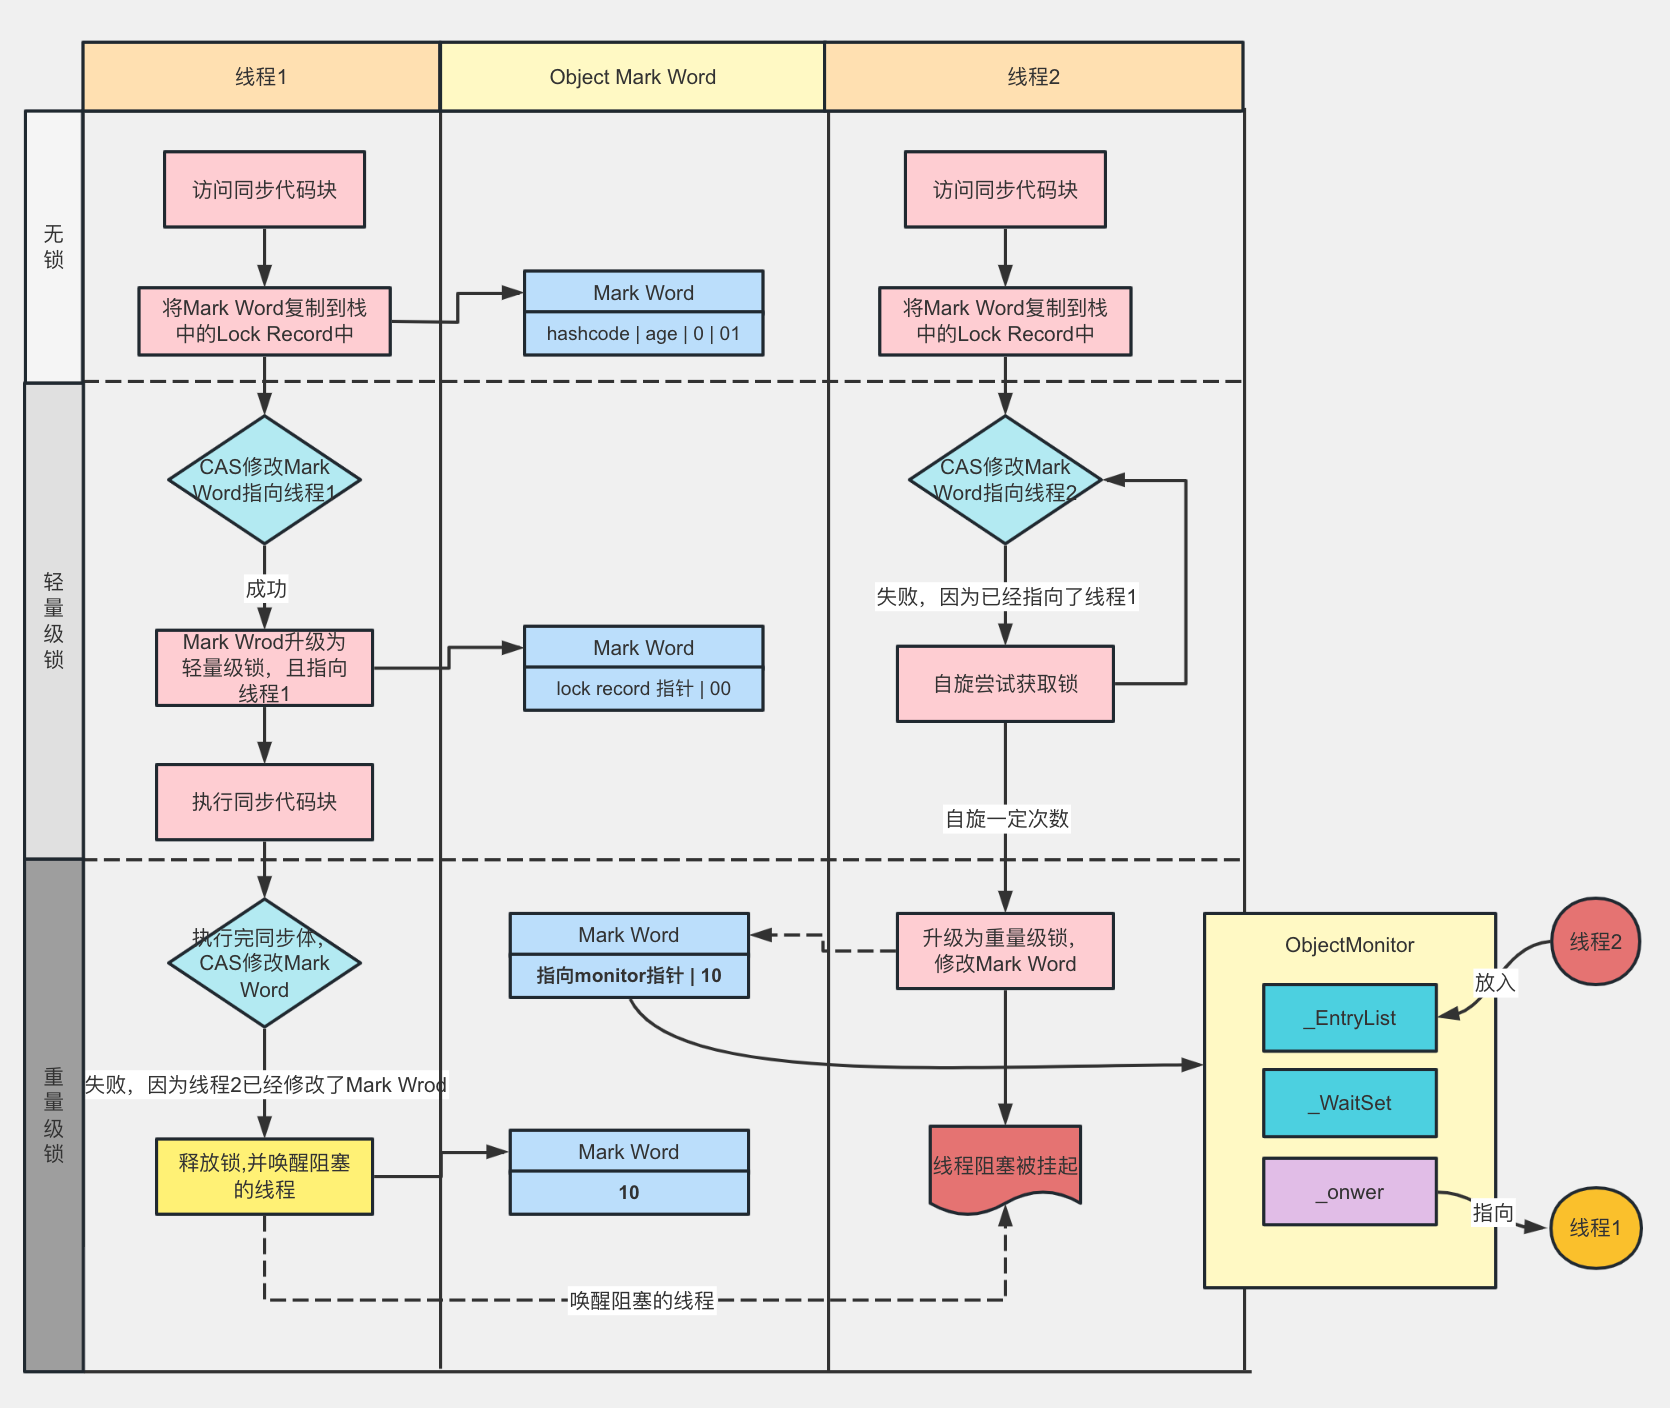 线程1
Object Mark Word
线程2
无
锁
访问同步代码块
访问同步代码块
将Mark Word复制到栈
中的Lock Record中
Mark Word
hashcode | age | 0 | 01
将Mark Word复制到栈
中的Lock Record中
轻
量
级
锁
CAS修改Mark
Word指向线程1
CAS修改Mark
Word指向线程2
成功
失败，因为已经指向了线程1
Mark Wrod升级为
轻量级锁，且指向
线程1
Mark Word
lock record 指针 | 00
自旋尝试获取锁
执行同步代码块
自旋一定次数
重
量
级
锁
执行完同步体，
CAS修改Mark
Word
Mark Word
指向monitor指针 | 10
升级为重量级锁，
修改Mark Word
ObjectMonitor
线程2
放入
_EntryList
失败，因为线程2已经修改了Mark Wrod
_WaitSet
释放锁,并唤醒阻塞
的线程
Mark Word
10
线程阻塞被挂起
_onwer
指向
线程1
唤醒阻塞的线程